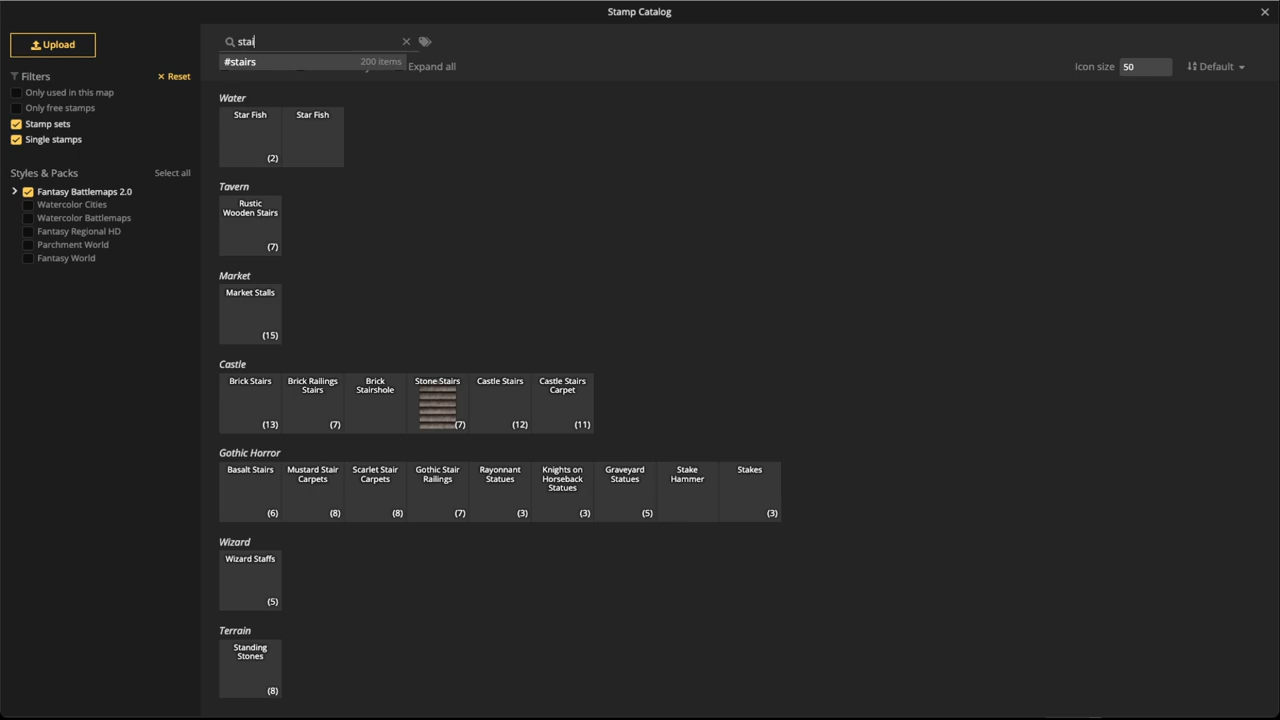 Stamp Catalog
Upload
stai
#stairs 200 items
Expand all
Icon size 50
Default
Filters
Reset
Only used in this map
Only free stamps
Stamp sets
Single stamps
Styles & Packs
Select all
Fantasy Battlemaps 2.0
Watercolor Cities
Watercolor Battlemaps
Fantasy Regional HD
Parchment World
Fantasy World
Water
Star Fish
(2)
Star Fish
Tavern
Rustic
Wooden Stairs
(7)
Market
Market Stalls
(15)
Castle
Brick Stairs
(13)
Brick Railings
Stairs
(7)
Brick
Stairshole
Stone Stairs
(7)
Castle Stairs
(12)
Castle Stairs
Carpet
(11)
Gothic Horror
Basalt Stairs
(6)
Mustard Stair
Carpets
(8)
Scarlet Stair
Carpets
(8)
Gothic Stair
Railings
(7)
Rayonnant
Statues
(3)
Knights on
Horseback
Statues
(3)
Graveyard
Statues
(5)
Stake
Hammer
Stakes
(3)
Wizard
Wizard Staffs
(5)
Terrain
Standing
Stones
(8)